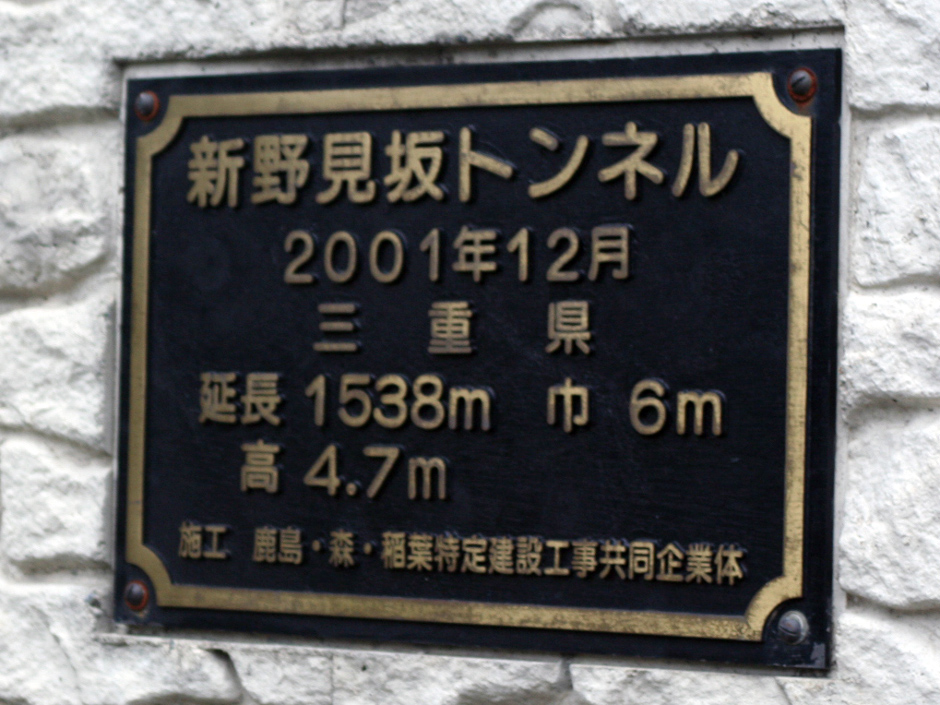 新野見坂トンネル
2001年12月
三重県
延長 1538m 巾 6m
高 4.7m
施工 鹿島・森・稲葉特定建設工事共同企業体